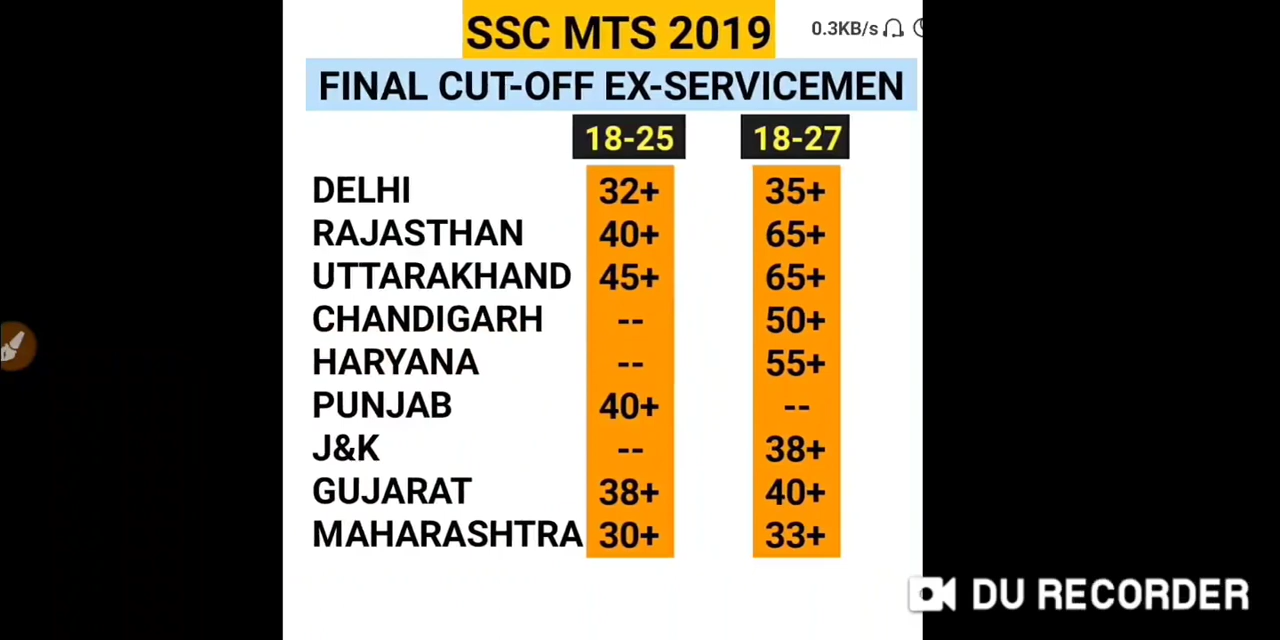 SSC MTS 2019
0.3KB/s
FINAL CUT-OFF EX-SERVICEMEN
18-25 18-27
DELHI 32+ 35+
RAJASTHAN 40+ 65+
UTTARAKHAND 45+ 65+
CHANDIGARH -- 50+
HARYANA -- 55+
PUNJAB 40+ --
J&K -- 38+
GUJARAT 38+ 40+
MAHARASHTRA 30+ 33+
DU RECORDER